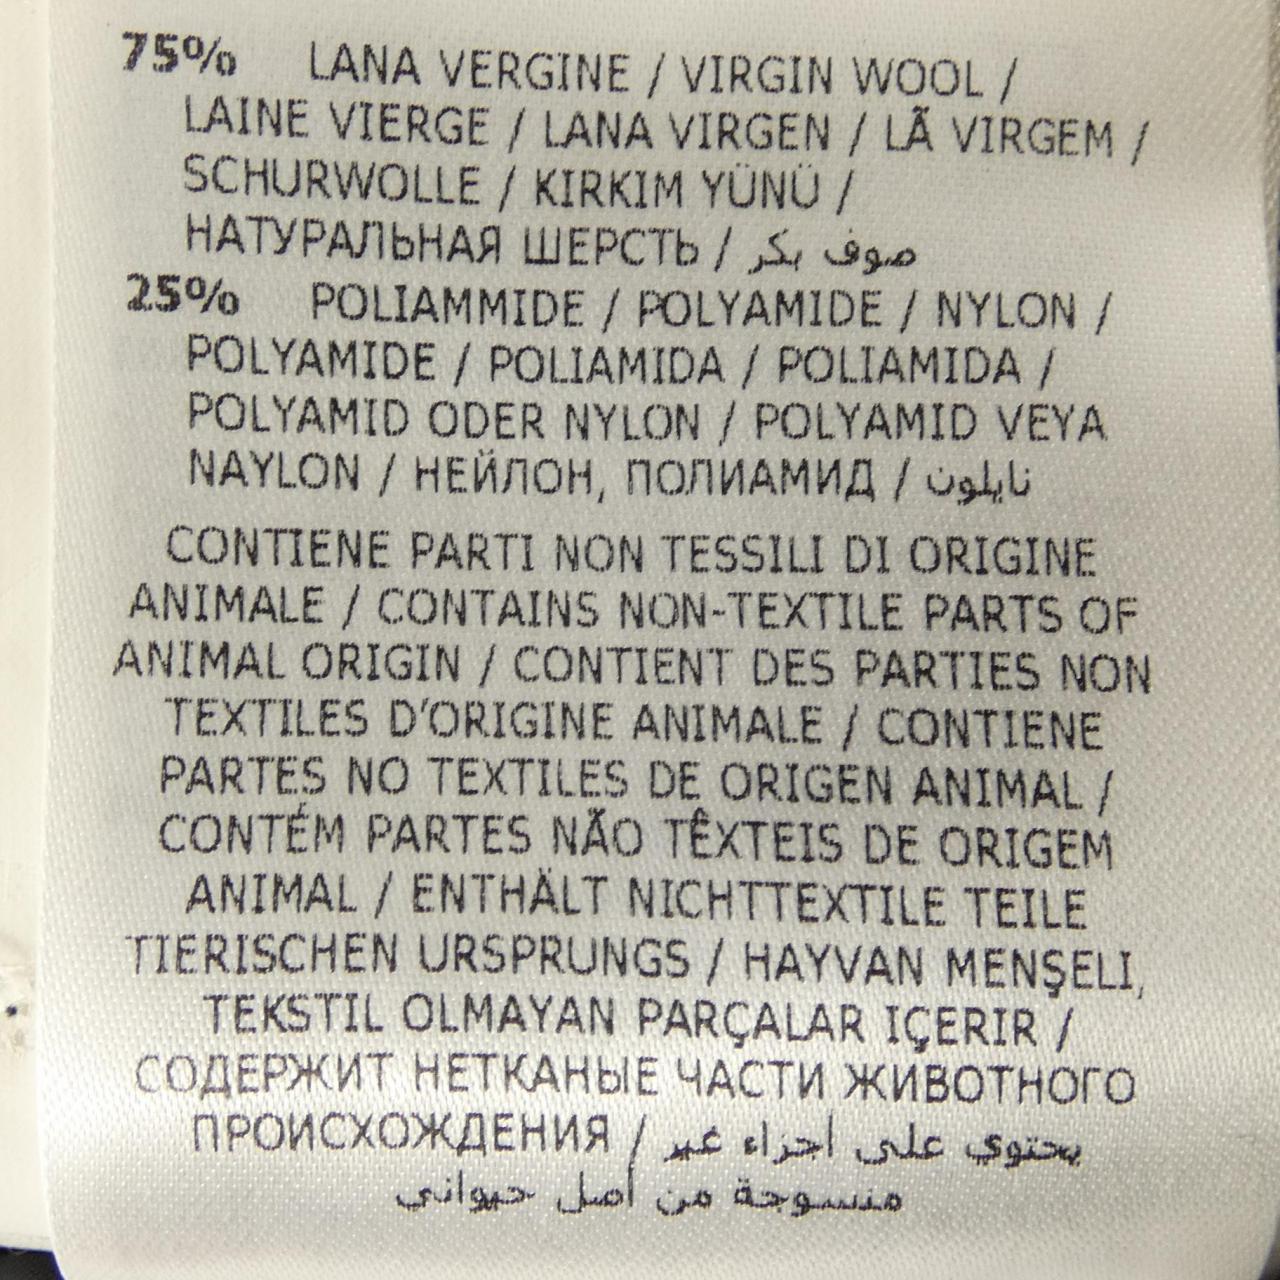 75% LANA VERGINE / VIRGIN WOOL /
LAINE VIERGE / LANA VIRGEN / LÃ VIRGEM /
SCHURWOLLE / KIRKIM YÜNÜ /
НАТУРАЛЬНАЯ ШЕРСТЬ / صوف بكر
25% POLIAMMIDE / POLYAMIDE / NYLON /
POLYAMIDE / POLIAMIDA / POLIAMIDA /
POLYAMID ODER NYLON / POLYAMID VEYA
NAYLON / НЕЙЛОН, ПОЛИАМИД / نايلون
CONTIENE PARTI NON TESSILI DI ORIGINE
ANIMALE / CONTAINS NON-TEXTILE PARTS OF
ANIMAL ORIGIN / CONTIENT DES PARTIES NON
TEXTILES D’ORIGINE ANIMALE / CONTIENE
PARTES NO TEXTILES DE ORIGEN ANIMAL /
CONTÉM PARTES NÃO TÊXTEIS DE ORIGEM
ANIMAL / ENTHÄLT NICHTTEXTILE TEILE
TIERISCHEN URSPRUNGS / HAYVAN MENŞELI,
TEKSTIL OLMAYAN PARÇALAR IÇERIR /
СОДЕРЖИТ НЕТКАНЫЕ ЧАСТИ ЖИВОТНОГО
ПРОИСХОЖДЕНИЯ / يحتوي على أجزاء غير
منسوجة من أصل حيواني